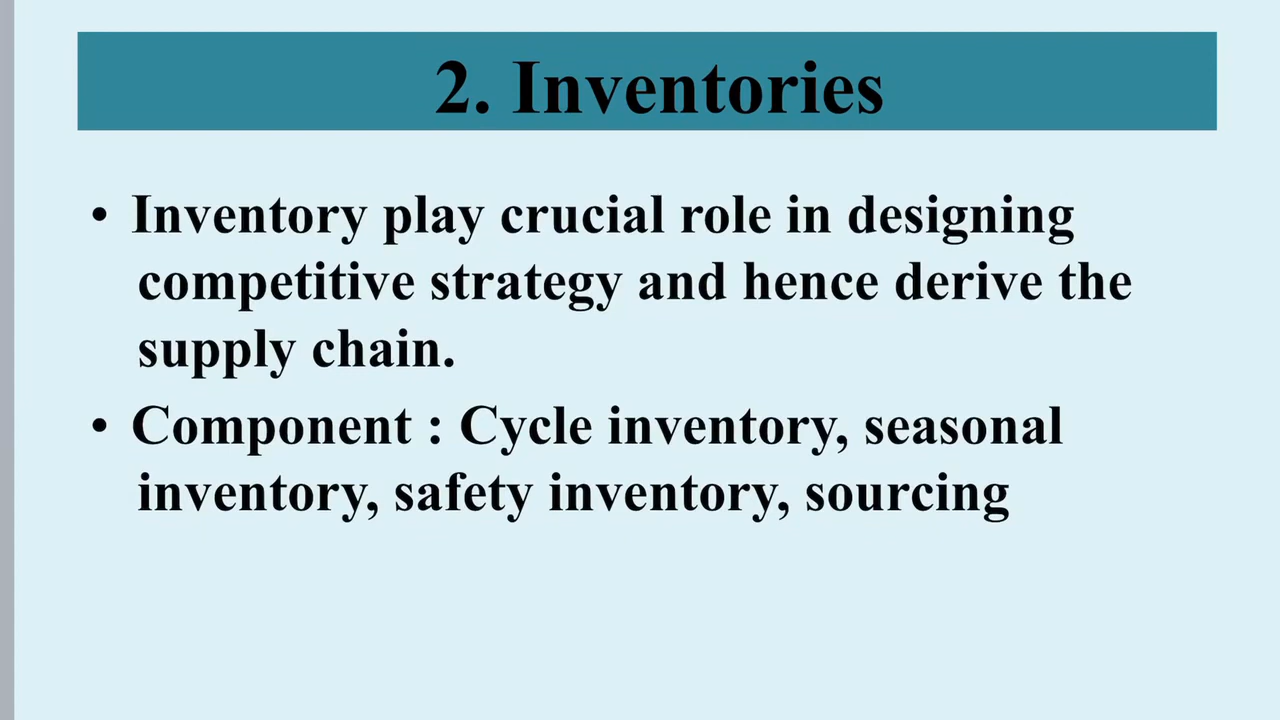 2. Inventories
• Inventory play crucial role in designing
competitive strategy and hence derive the
supply chain.
• Component : Cycle inventory, seasonal
inventory, safety inventory, sourcing